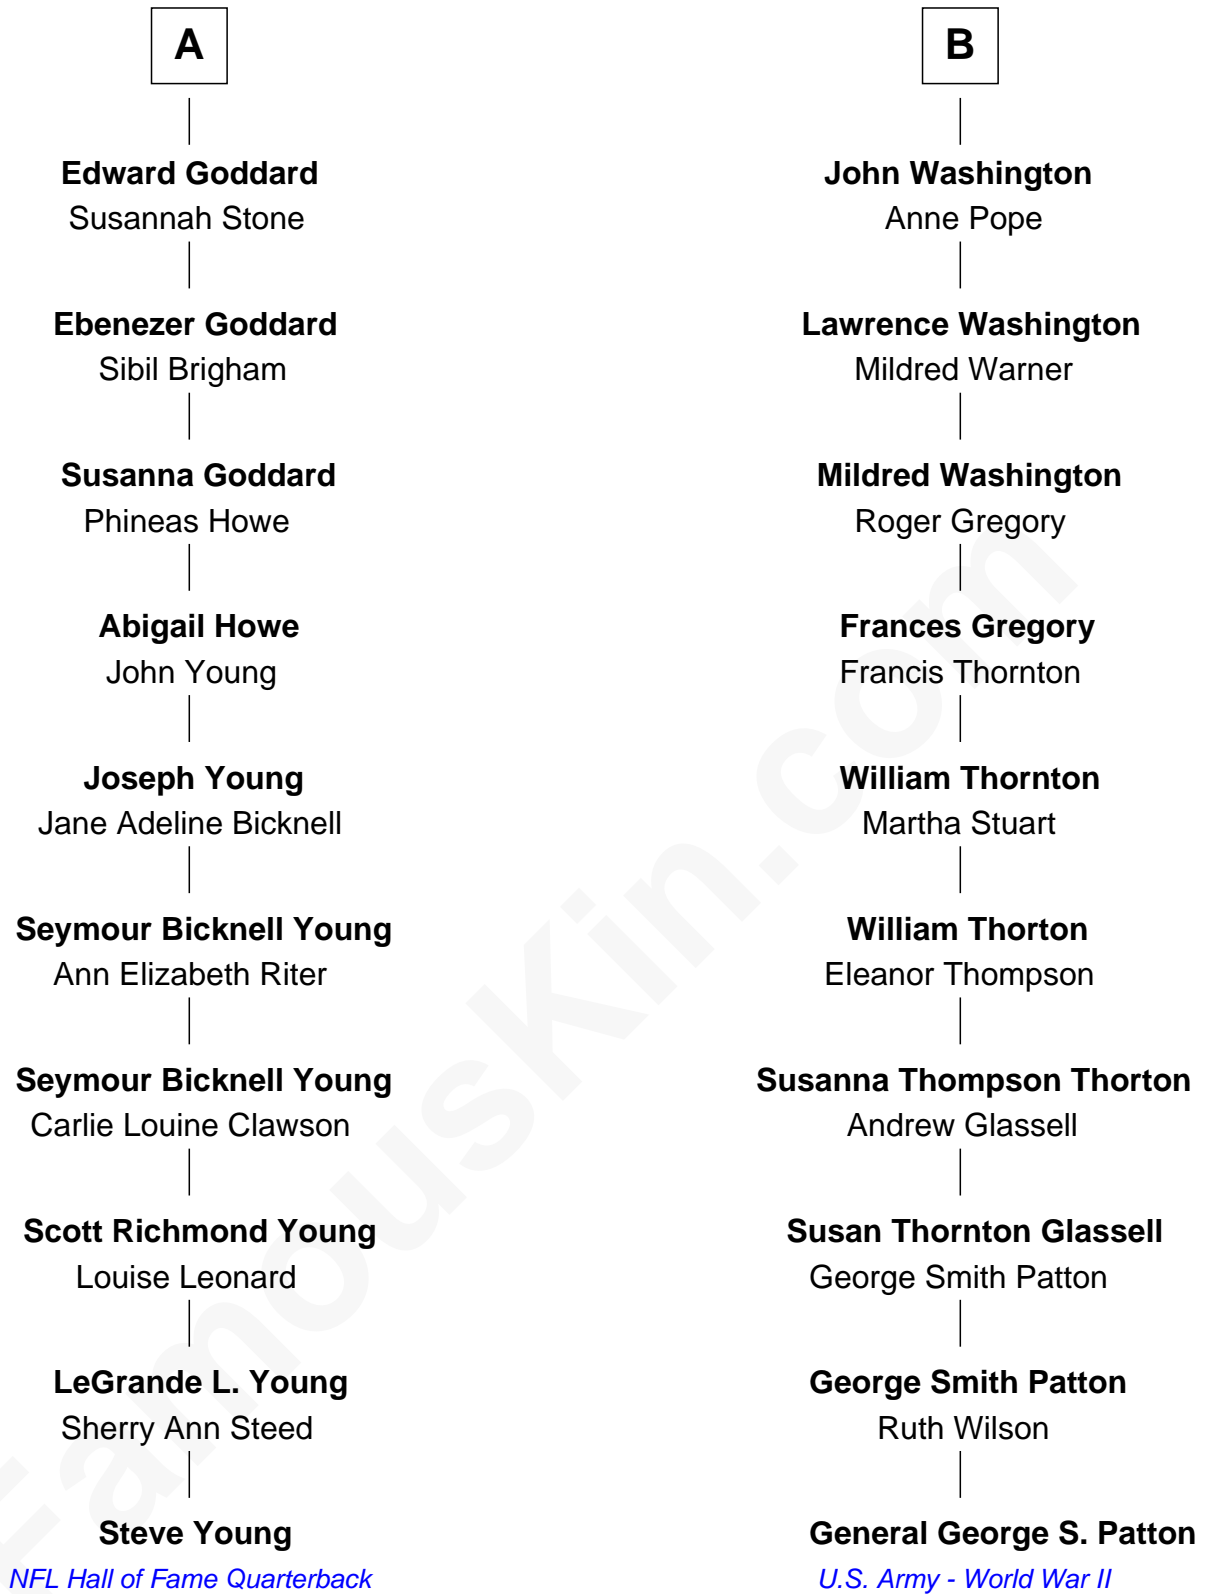 A
Edward Goddard
Susannah Stone
Ebenezer Goddard
Sibil Brigham
Susanna Goddard
Phineas Howe
Abigail Howe
John Young
Joseph Young
Jane Adeline Bicknell
Seymour Bicknell Young
Ann Elizabeth Riter
Seymour Bicknell Young
Carlie Louine Clawson
Scott Richmond Young
Louise Leonard
LeGrande L. Young
Sherry Ann Steed
Steve Young
NFL Hall of Fame Quarterback
B
John Washington
Anne Pope
Lawrence Washington
Mildred Warner
Mildred Washington
Roger Gregory
Frances Gregory
Francis Thornton
William Thornton
Martha Stuart
William Thorton
Eleanor Thompson
Susanna Thompson Thorton
Andrew Glassell
Susan Thornton Glassell
George Smith Patton
George Smith Patton
Ruth Wilson
General George S. Patton
U.S. Army - World War II
FamousKin.com